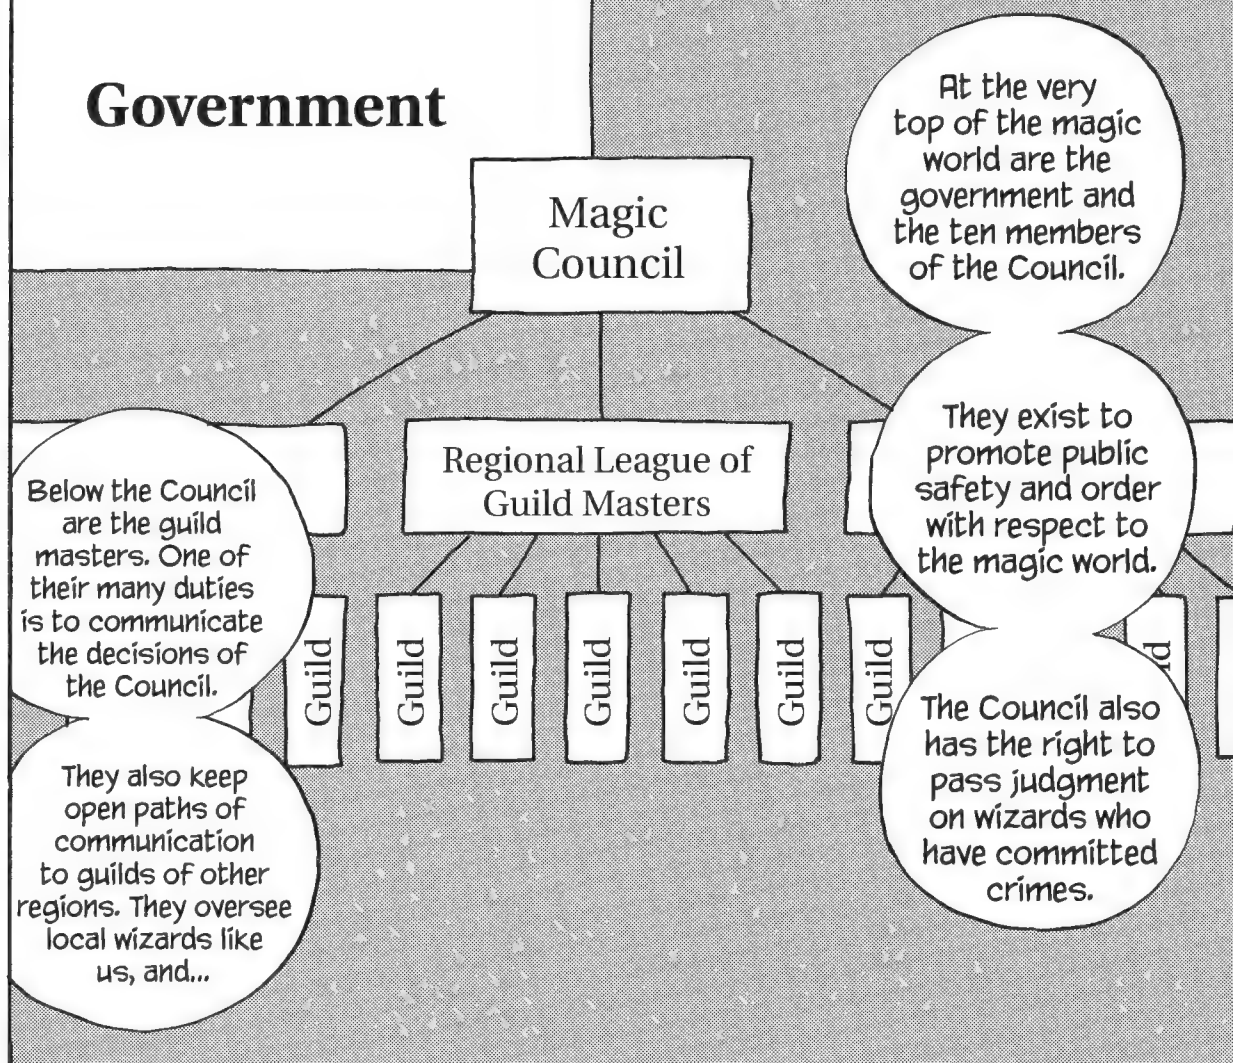 Government
Magic
Council
At the very
top of the magic
world are the
government and
the ten members
of the Council.
They exist to
promote public
safety and order
with respect to
the magic world.
The Council also
has the right to
pass judgment
on wizards who
have committed
crimes.
Regional League of
Guild Masters
Below the Council
are the guild
masters. One of
their many duties
is to communicate
the decisions of
the Council.
They also keep
open paths of
communication
to guilds of other
regions. They oversee
local wizards like
us, and...
Guild
Guild
Guild
Guild
Guild
Guild
Guild